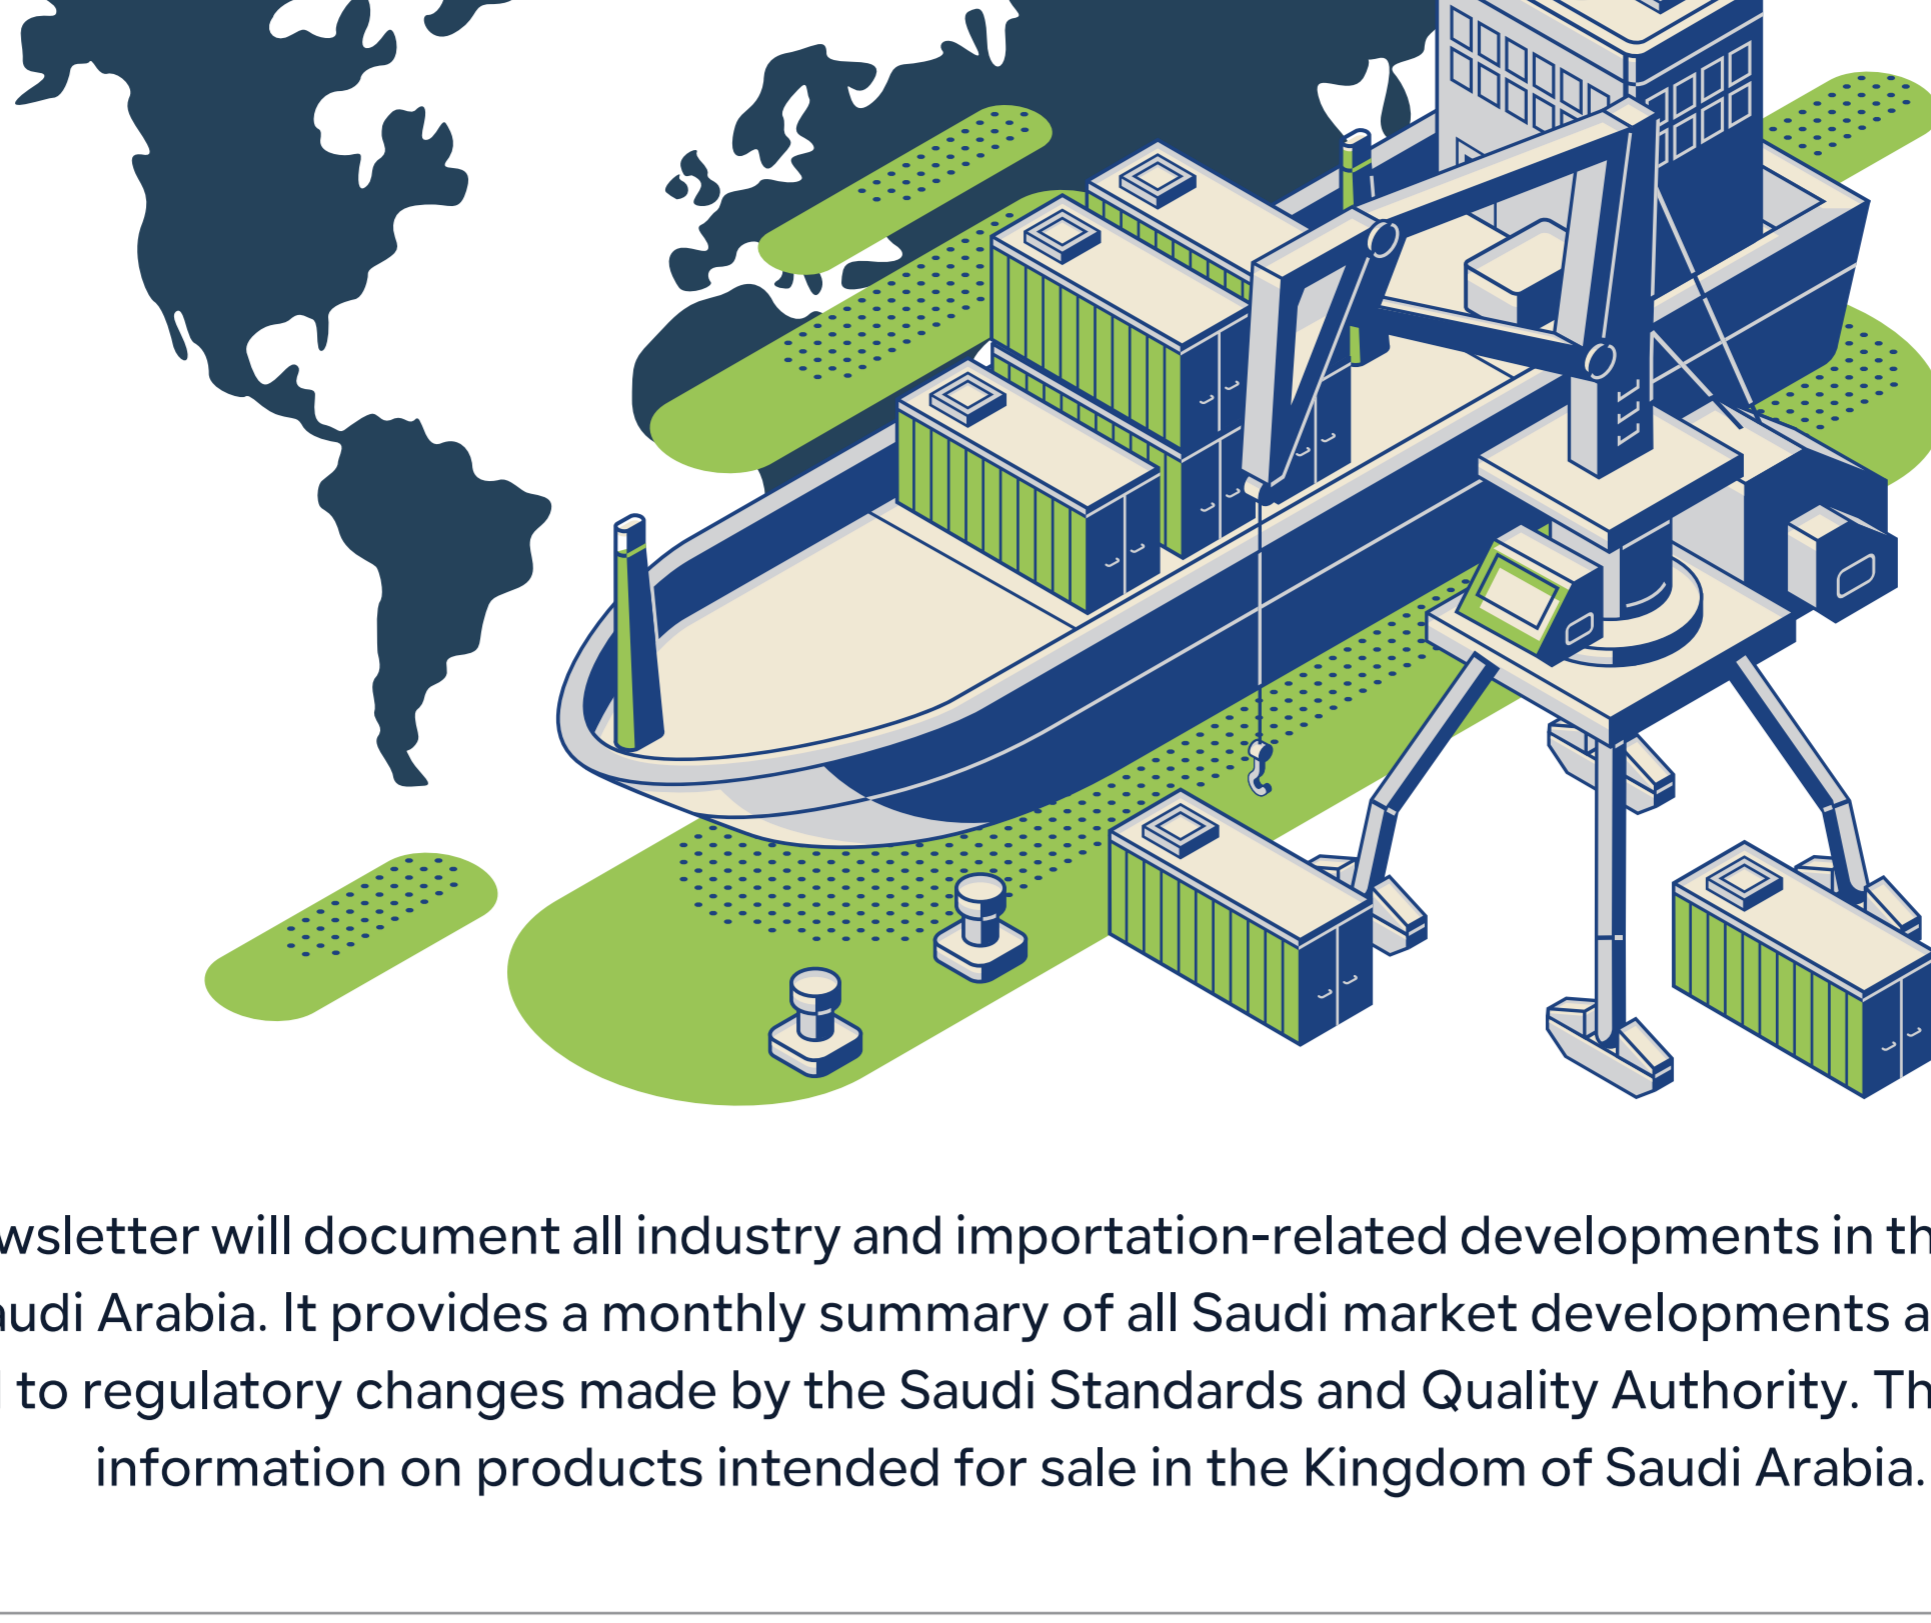 wsletter will document all industry and importation-related developments in th
audi Arabia. It provides a monthly summary of all Saudi market developments a
to regulatory changes made by the Saudi Standards and Quality Authority. Th
information on products intended for sale in the Kingdom of Saudi Arabia.